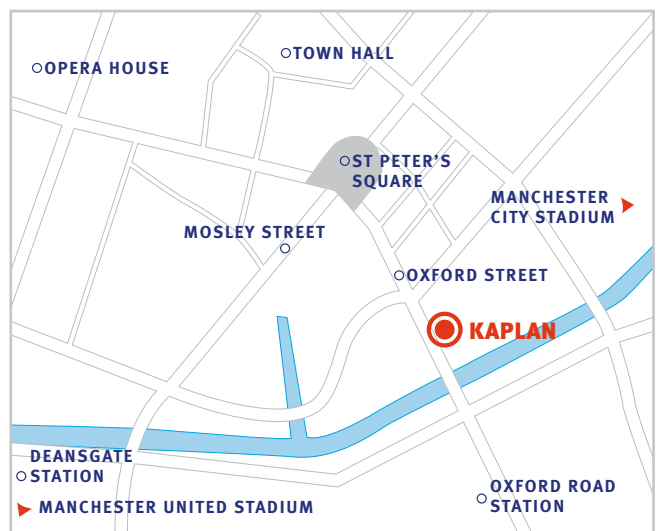 TOWN HALL
OPERA HOUSE
ST PETER'S
SQUARE
MANCHESTER
CITY STADIUM
MOSLEY STREET
OXFORD STREET
KAPLAN
DEANSGATE
STATION
OXFORD ROAD
STATION
MANCHESTER UNITED STADIUM